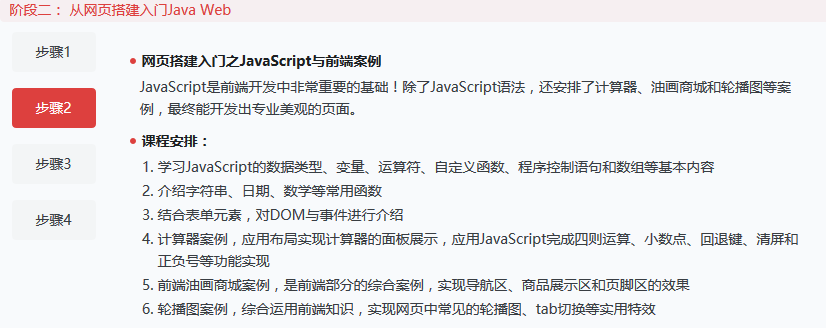 阶段二：从网页搭建入门Java Web
步骤1
步骤2
步骤3
步骤4
网页搭建入门之JavaScript与前端案例
JavaScript是前端开发中非常重要的基础！除了JavaScript语法，还安排了计算器、油画商城和轮播图等案
例，最终能开发出专业美观的页面。
课程安排：
1. 学习JavaScript的数据类型、变量、运算符、自定义函数、程序控制语句和数组等基本内容
2. 介绍字符串、日期、数学等常用函数
3. 结合表单元素，对DOM与事件进行介绍
4. 计算器案例，应用布局实现计算器的面板展示，应用JavaScript完成四则运算、小数点、回退键、清屏和
正负号等功能实现
5. 前端油画商城案例，是前端部分的综合案例，实现导航区、商品展示区和页脚区的效果
6. 轮播图案例，综合运用前端知识，实现网页中常见的轮播图、tab切换等实用特效